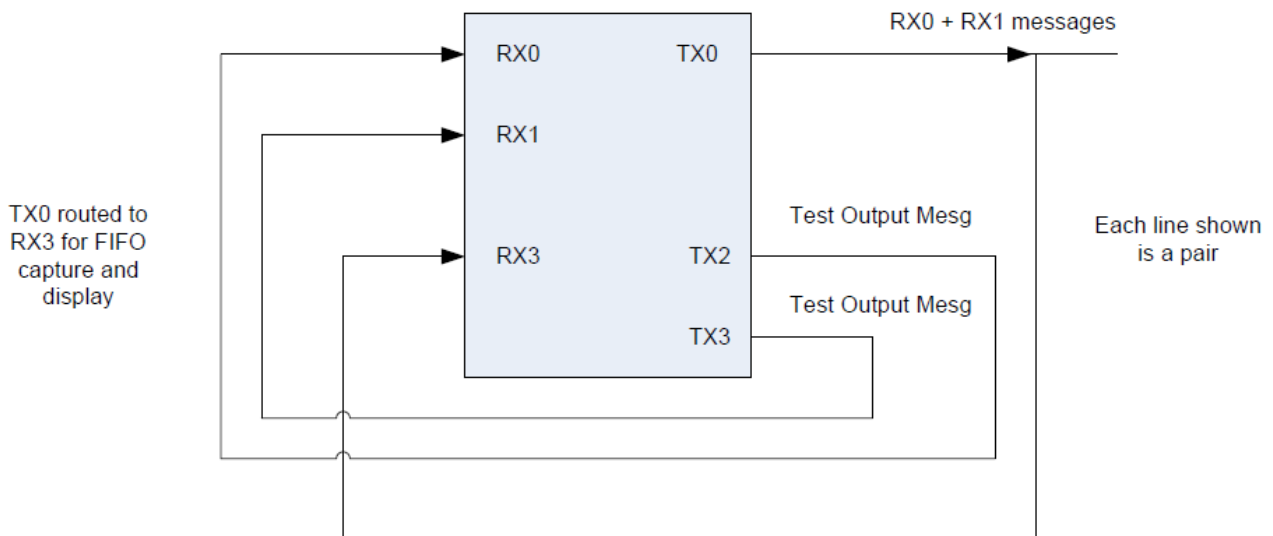 RX0 + RX1 messages
RX0
TX0
RX1
TX0 routed to
RX3 for FIFO
capture and
display
Test Output Mesg
Each line shown
is a pair
RX3
TX2
Test Output Mesg
TX3